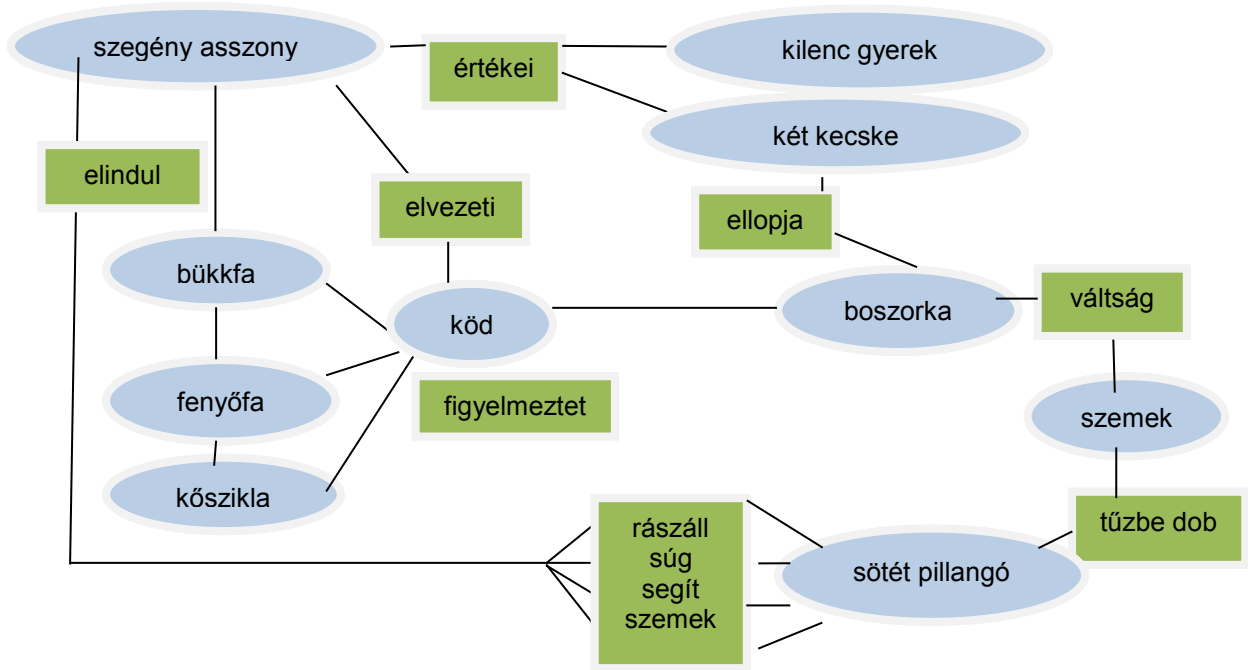 szegény asszony
értékei
kilenc gyerek
két kecske
elindul
elvezeti
ellopja
bükkfa
köd
boszorka
váltság
fenyőfa
figyelmeztet
szemek
kőszikla
rászáll
súg
segít
szemek
sötét pillangó
tűzbe dob